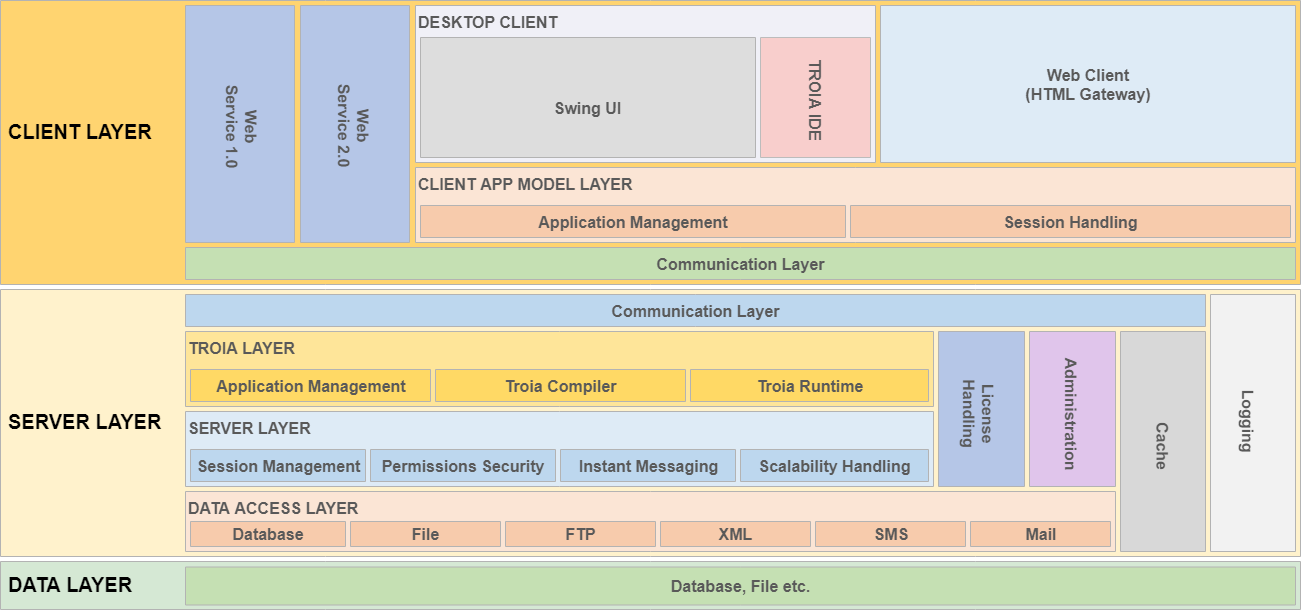 CLIENT LAYER
Web
Service 1.0
Web
Service 2.0
DESKTOP CLIENT
Swing UI
TROIA IDE
Web Client
(HTML Gateway)
CLIENT APP MODEL LAYER
Application Management
Session Handling
Communication Layer
SERVER LAYER
Communication Layer
TROIA LAYER
Application Management
Troia Compiler
Troia Runtime
SERVER LAYER
Session Management
Permissions Security
Instant Messaging
Scalability Handling
DATA ACCESS LAYER
Database
File
FTP
XML
SMS
Mail
License
Handling
Administration
Cache
Logging
DATA LAYER
Database, File etc.